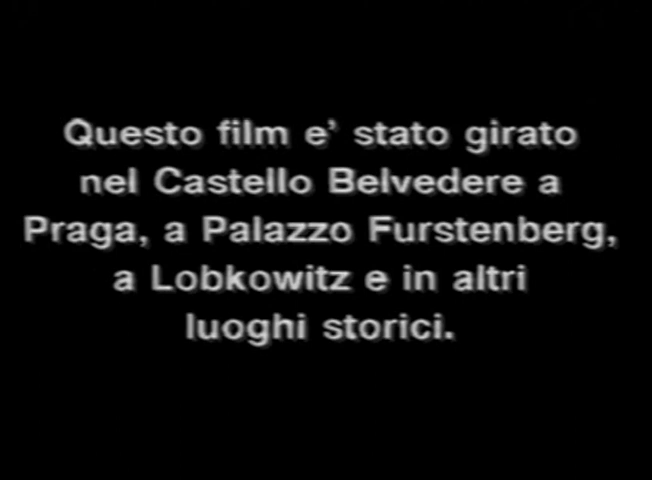 Questo film e' stato girato
nel Castello Belvedere a
Praga, a Palazzo Furstenberg,
a Lobkowitz e in altri
luoghi storici.